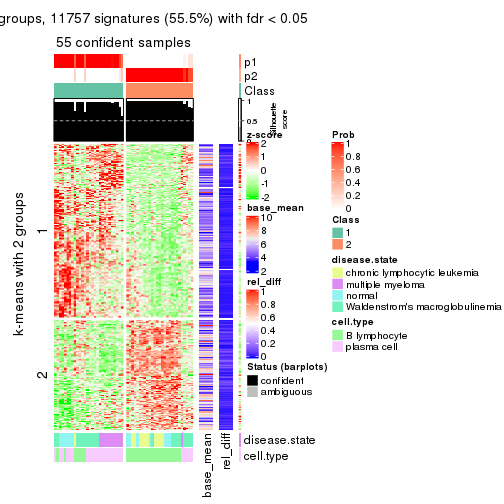 groups, 11757 signatures (55.5%) with fdr < 0.05
55 confident samples
p1
p2
Class
1
0.5
0
Silhouette
score
z-score
2
1
0
-1
-2
base_mean
10
8
6
4
2
rel_diff
1
0.8
0.6
0.4
0.2
0
Status (barplots)
confident
ambiguous
Prob
1
0.8
0.6
0.4
0.2
0
Class
1
2
disease.state
chronic lymphocytic leukemia
multiple myeloma
normal
Waldenstrom's macroglobulinemia
cell.type
B lymphocyte
plasma cell
k-means with 2 groups
1
2
disease.state
cell.type
base_mean
rel_diff